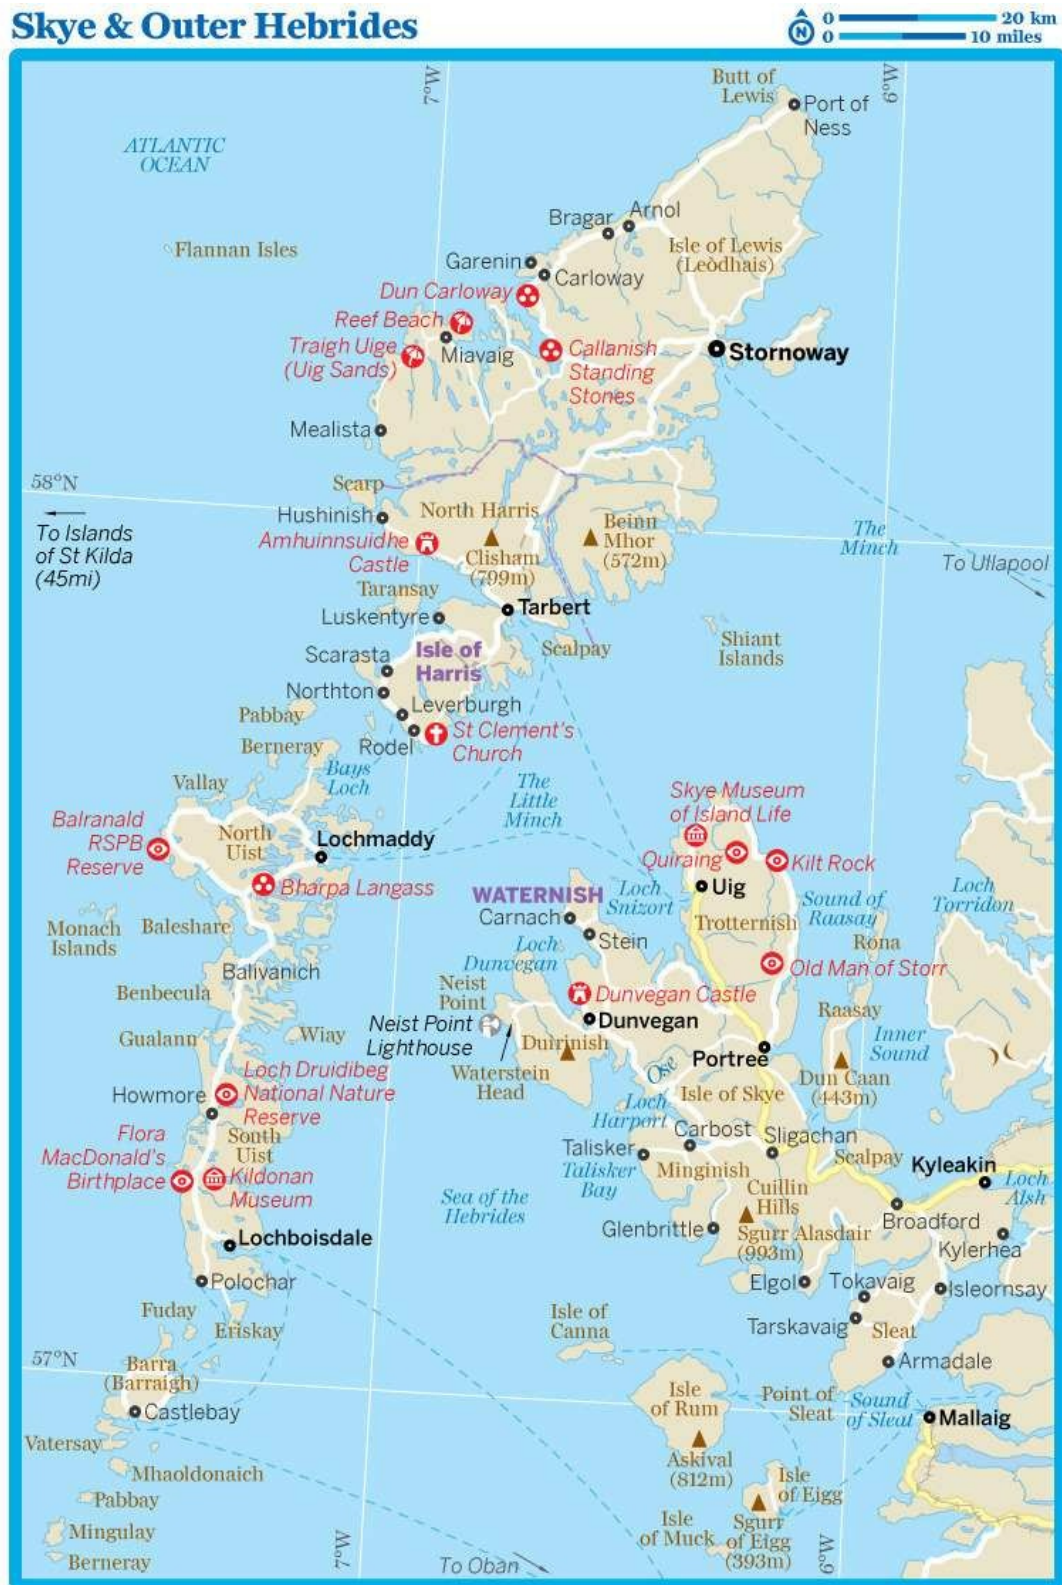 Skye & Outer Hebrides
0 20 km
N
0 10 miles
7°W
6°W
Butt of
Lewis
Port of
Ness
ATLANTIC
OCEAN
Flannan Isles
Bragar
Arnol
Isle of Lewis
(Leòdhais)
Garenin
Carloway
Dun Carloway
Reef Beach
Traigh Uige
(Uig Sands)
Miavaig
Callanish
Standing
Stones
Stornoway
Mealista
58°N
Scarp
To Islands
of St Kilda
(45mi)
Hushinish
North Harris
Amhuinnsuidhe
Castle
Clisham
(799m)
Beinn
Mhor
(572m)
The
Minch
To Ullapool
Taransay
Tarbert
Luskentyre
Scalpay
Shiant
Islands
Scarasta
Isle of
Harris
Northton
Leverburgh
Pabbay
St Clement's
Church
Rodel
Berneray
Bays
Loch
Vallay
The
Little
Minch
Skye Museum
of Island Life
Balranald
RSPB
Reserve
North
Uist
Lochmaddy
Quiraing
Kilt Rock
Bharpa Langass
WATERNISH
Loch
Snizort
Uig
Sound of
Raasay
Loch
Torridon
Carnach
Stein
Trotternish
Monach
Islands
Baleshare
Loch
Dunvegan
Rona
Balivanich
Old Man of Storr
Benbecula
Neist
Point
Dunvegan Castle
Raasay
Gualann
Wiay
Neist Point
Lighthouse
Dunvegan
Duirinish
Inner
Sound
Portree
Waterstein
Head
Ose
Isle of Skye
Dun Caan
(443m)
Loch Druidibeg
National Nature
Reserve
Howmore
Loch
Harport
Carbost
Sligachan
Flora
MacDonald's
Birthplace
South
Uist
Talisker
Talisker
Bay
Minginish
Scalpay
Kyleakin
Loch
Alsh
Kildonan
Museum
Sea of the
Hebrides
Cuillin
Hills
Glenbrittle
Sgurr Alasdair
(993m)
Broadford
Kylerhea
Lochboisdale
Polochar
Elgol
Tokavaig
Isleornsay
Fuday
Eriskay
Isle of
Canna
Tarskavaig
Sleat
57°N
Barra
(Barraigh)
Armadale
Castlebay
Isle
of Rum
Point of
Sleat
Sound
of Sleat
Mallaig
Vatersay
Mhaoldonaich
Askival
(812m)
Isle
of Eigg
Pabbay
Mingulay
Isle
of Muck
Sgurr
of Eigg
(393m)
Berneray
7°W
To Oban
6°W